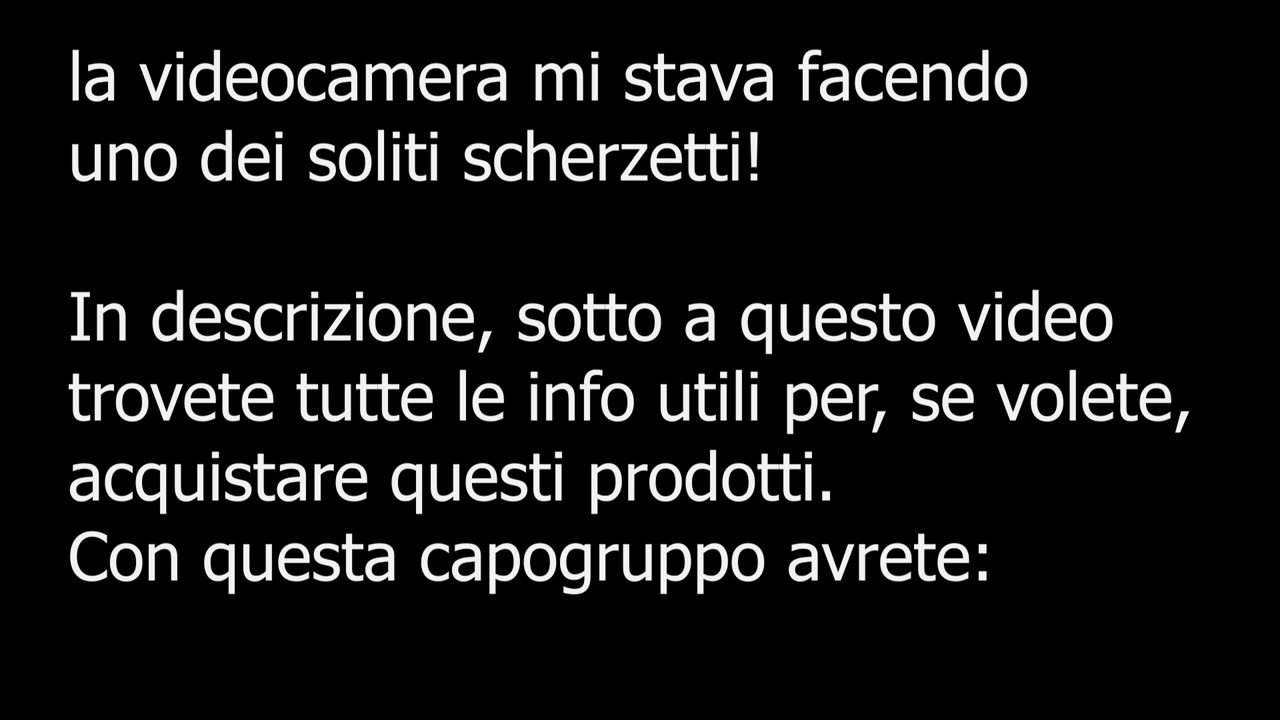 la videocamera mi stava facendo
uno dei soliti scherzetti!
In descrizione, sotto a questo video
trovete tutte le info utili per, se volete,
acquistare questi prodotti.
Con questa capogruppo avrete: